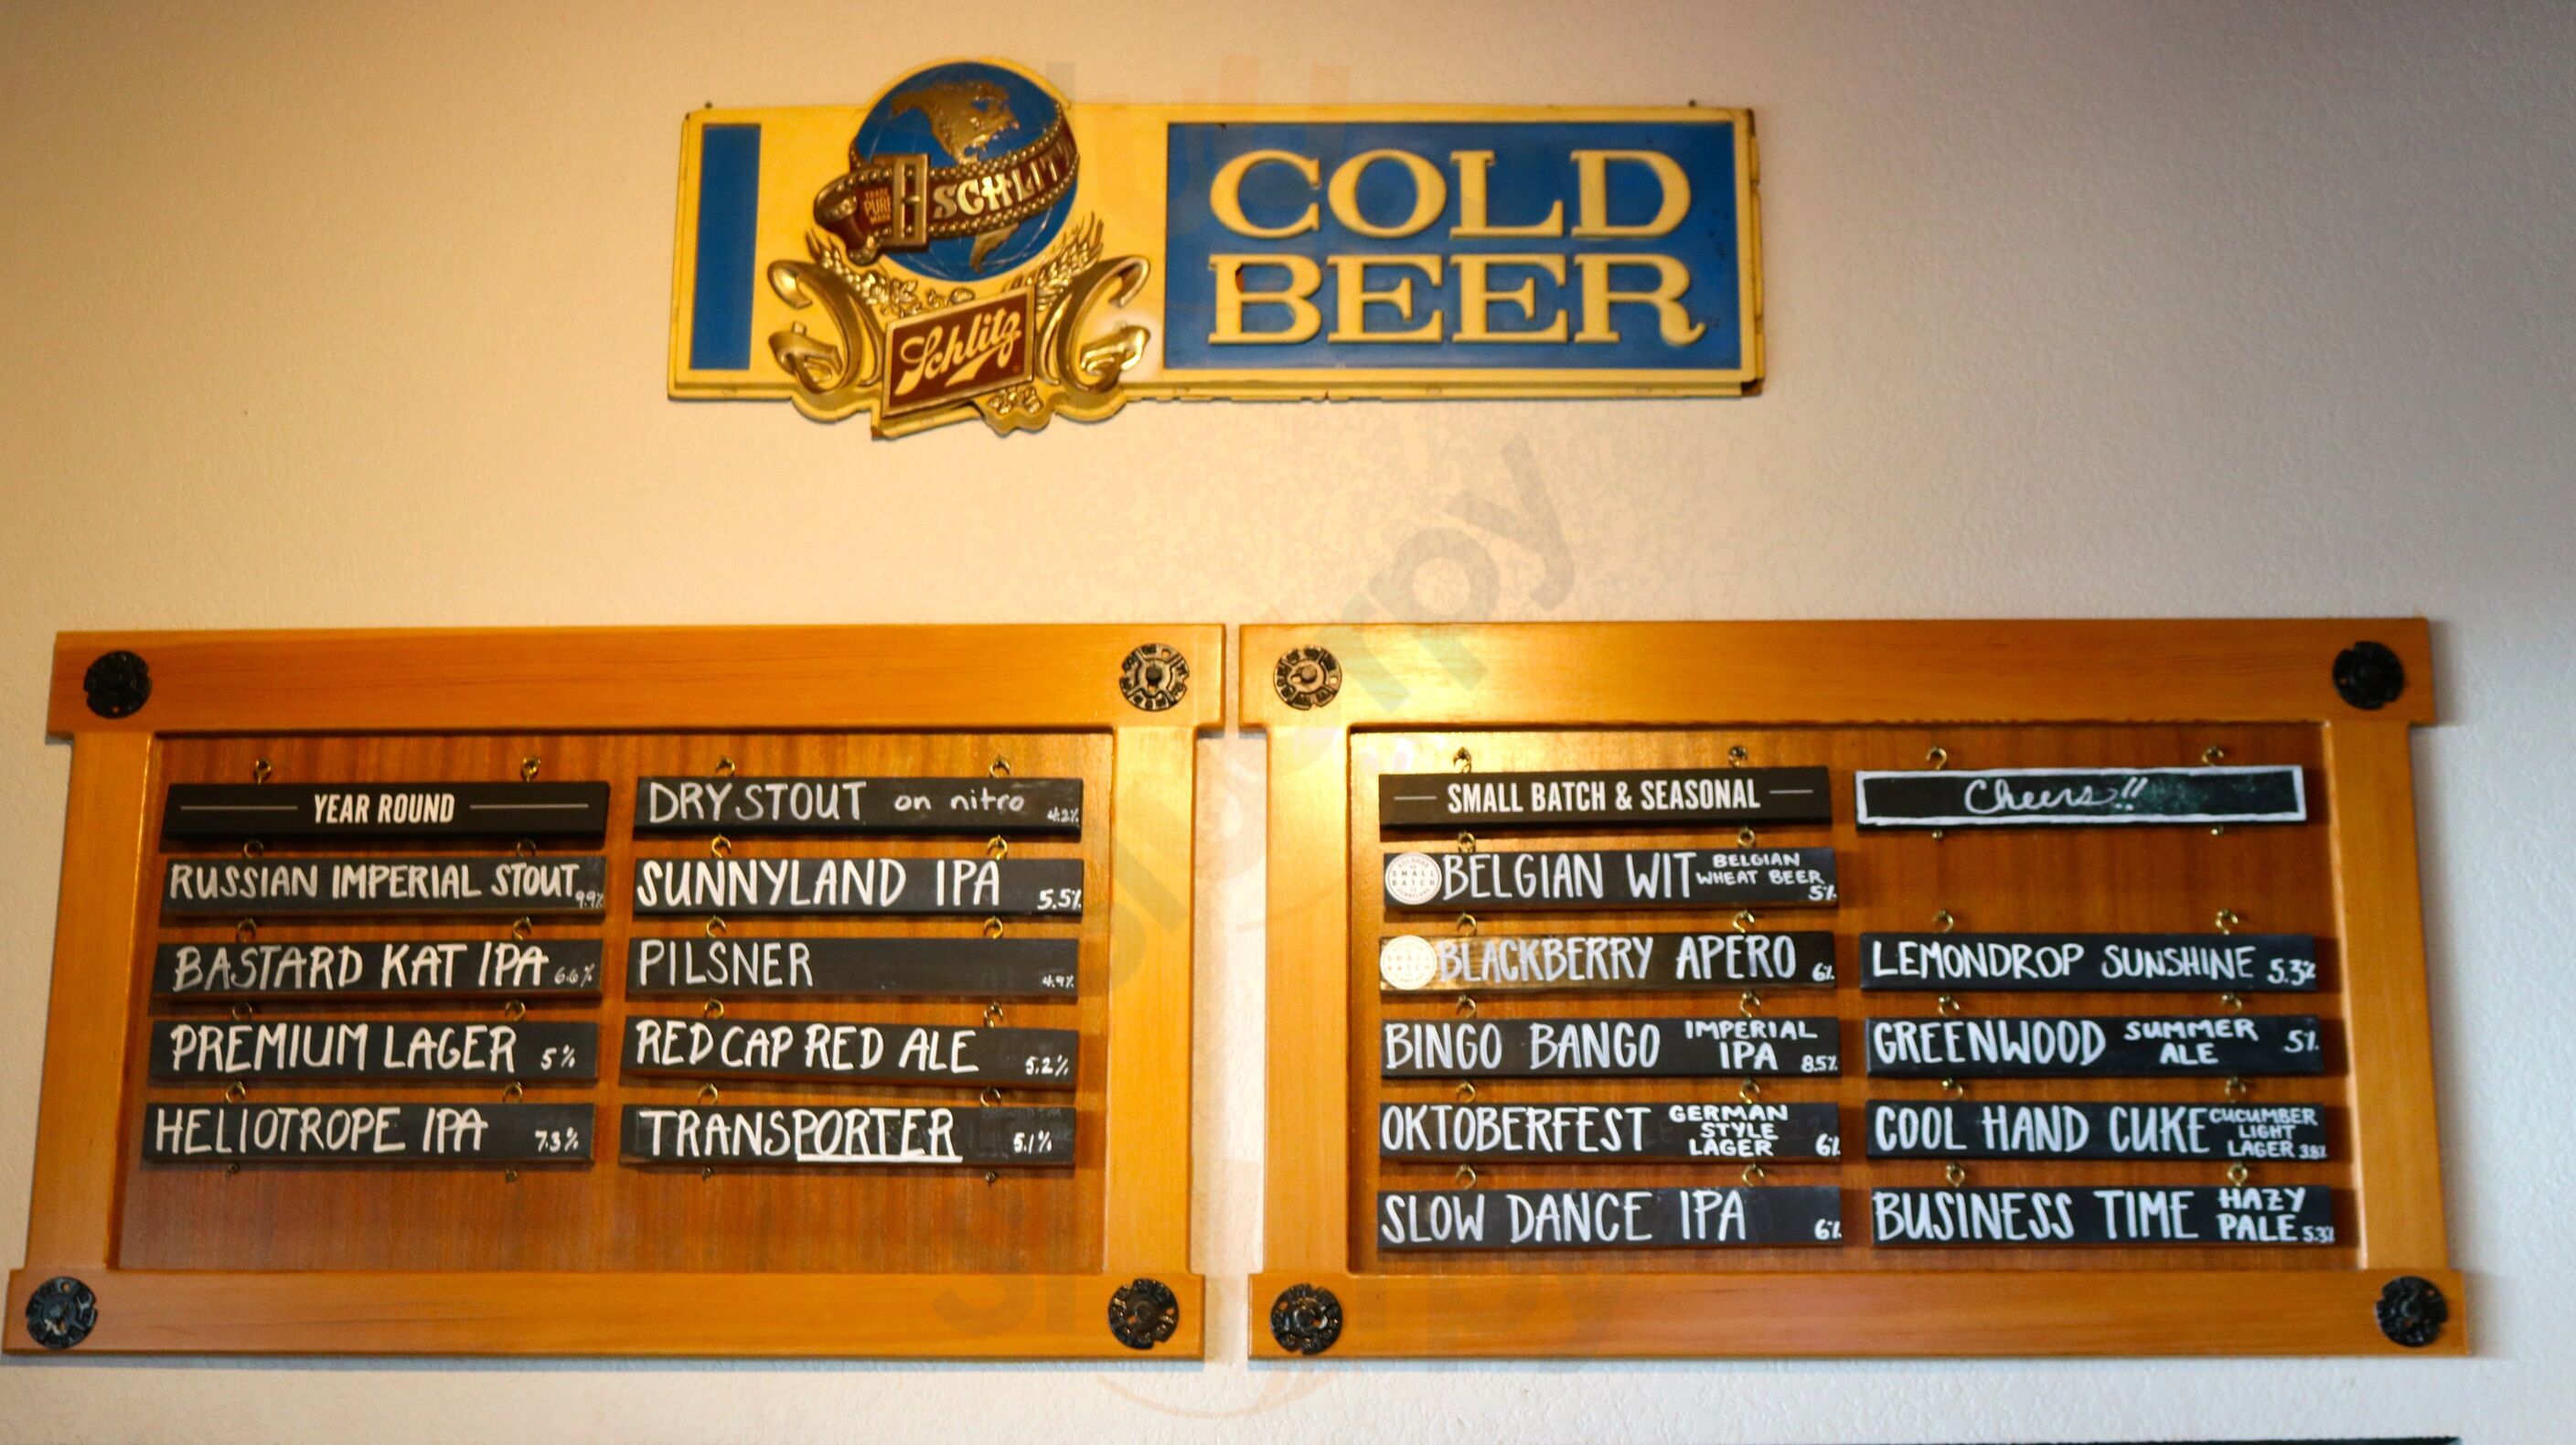 SCHLITZ
Schlitz
COLD
BEER
YEAR ROUND
RUSSIAN IMPERIAL STOUT 9.9%
BASTARD KAT IPA 6.6%
PREMIUM LAGER 5%
HELIOTROPE IPA 7.3%
DRY STOUT on nitro 4.2%
SUNNYLAND IPA 5.5%
PILSNER 4.9%
RED CAP RED ALE 5.2%
TRANSPORTER 5.1%
SMALL BATCH & SEASONAL
BELGIAN WIT BELGIAN
WHEAT BEER
5%
BLACKBERRY APERO 6%
BINGO BANGO IMPERIAL
IPA 8.5%
OKTOBERFEST GERMAN
STYLE
LAGER 6%
SLOW DANCE IPA 6%
Cheers!!
LEMONDROP SUNSHINE 5.3%
GREENWOOD SUMMER
ALE 5%
COOL HAND CUKE CUCUMBER
LIGHT
LAGER 3.8%
BUSINESS TIME HAZY
PALE 5.3%